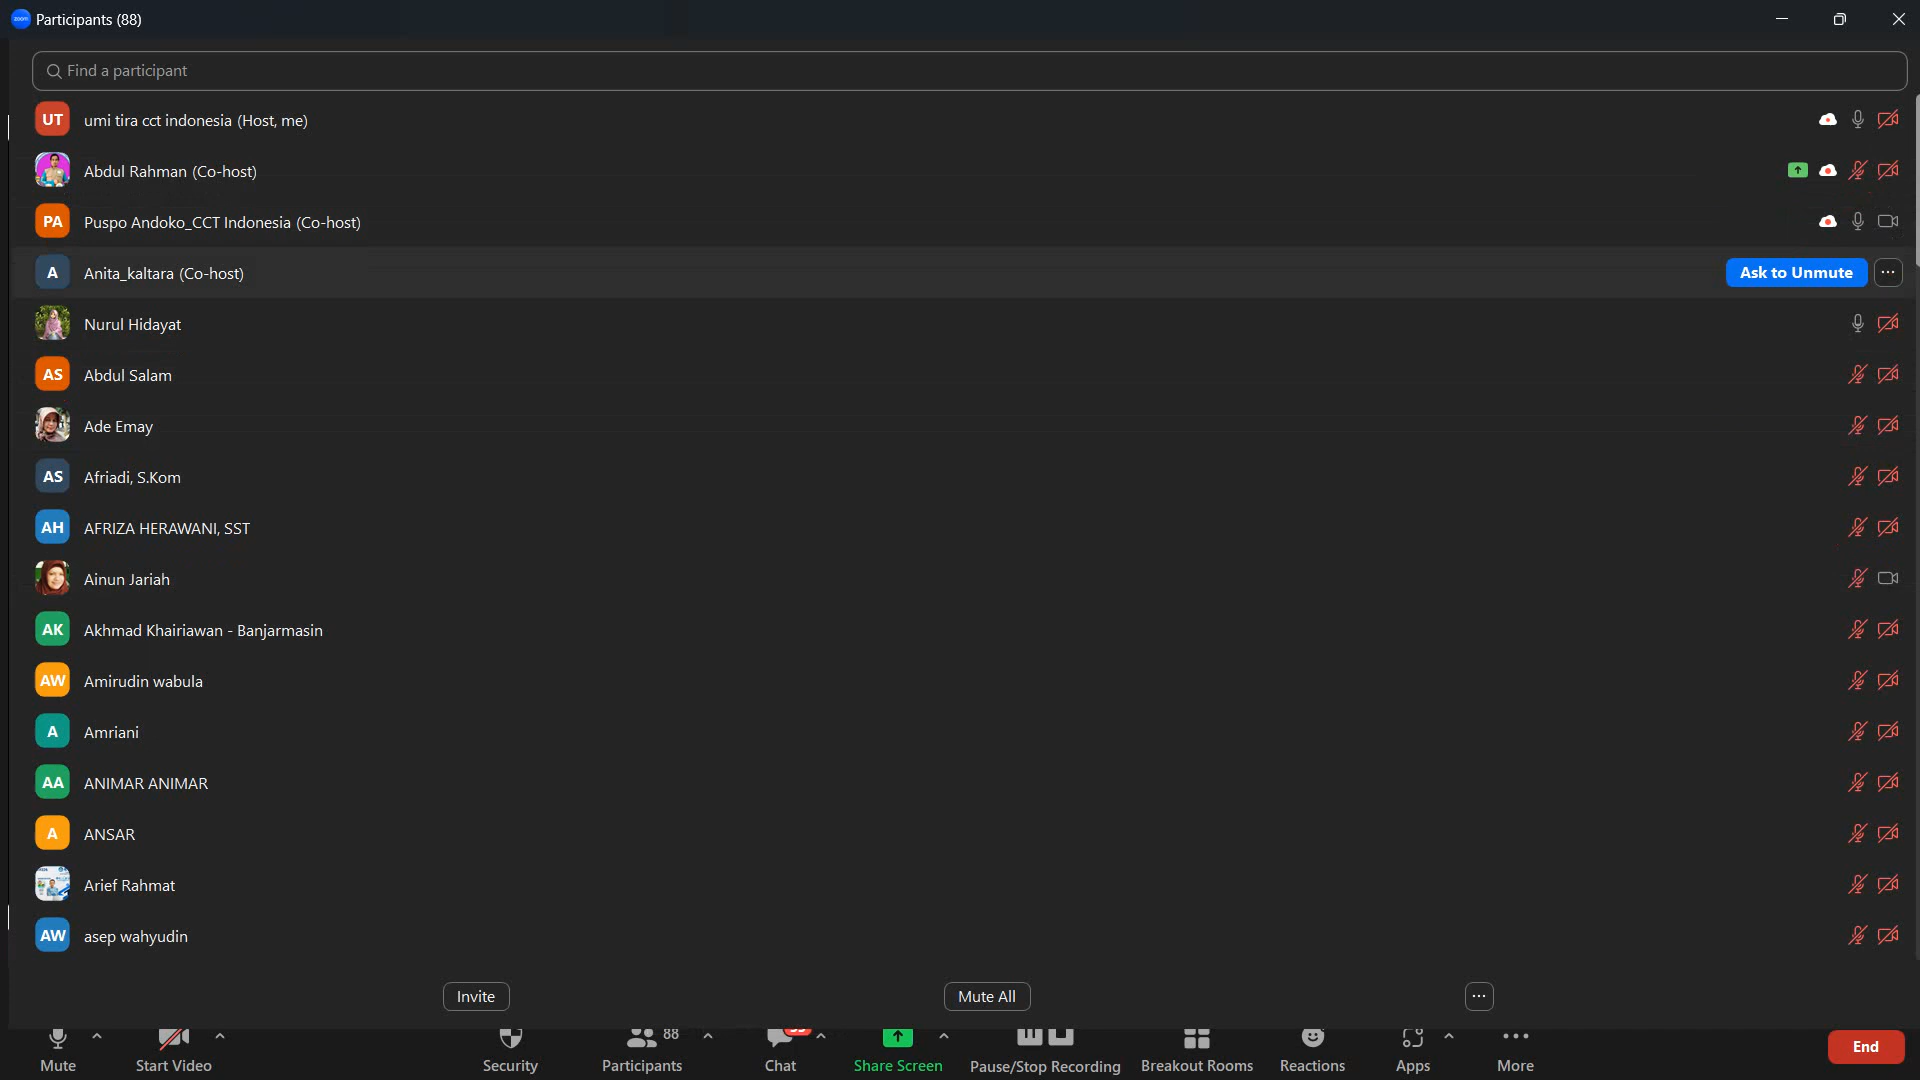 zoom Participants (88)
Find a participant
UT umi tira cct indonesia (Host, me)
Abdul Rahman (Co-host)
PA Puspo Andoko_CCT Indonesia (Co-host)
A Anita_kaltara (Co-host) Ask to Unmute ...
Nurul Hidayat
AS Abdul Salam
Ade Emay
AS Afriadi, S.Kom
AH AFRIZA HERAWANI, SST
Ainun Jariah
AK Akhmad Khairiawan - Banjarmasin
AW Amirudin wabula
A Amriani
AA ANIMAR ANIMAR
A ANSAR
Arief Rahmat
AW asep wahyudin
Invite Mute All ...
88
Mute Start Video Security Participants Chat Share Screen Pause/Stop Recording Breakout Rooms Reactions Apps More End